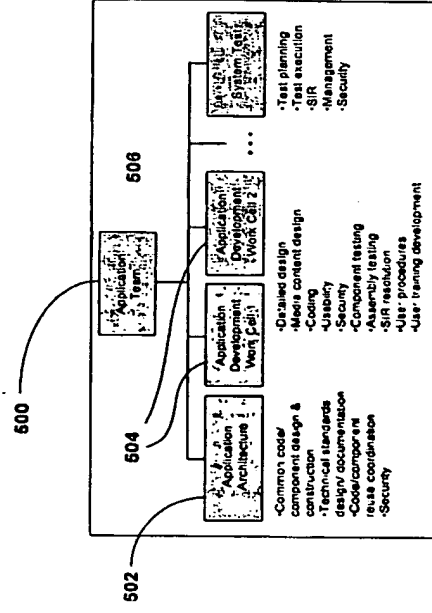 500
506
Application
Team
502
504
Application
Architecture
Application
Development
Work Cell 1
Application
Development
Work Cell 2
...
System Test
•Common code/
component design &
construction
•Technical standards
design/ documentation
•Code/component
reuse coordination
•Security
•Detailed design
•Media content design
•Coding
•Usability
•Security
•Component testing
•Assembly testing
•SIR resolution
•User procedures
•User training development
•Test planning
•Test execution
•SIR
•Management
•Security